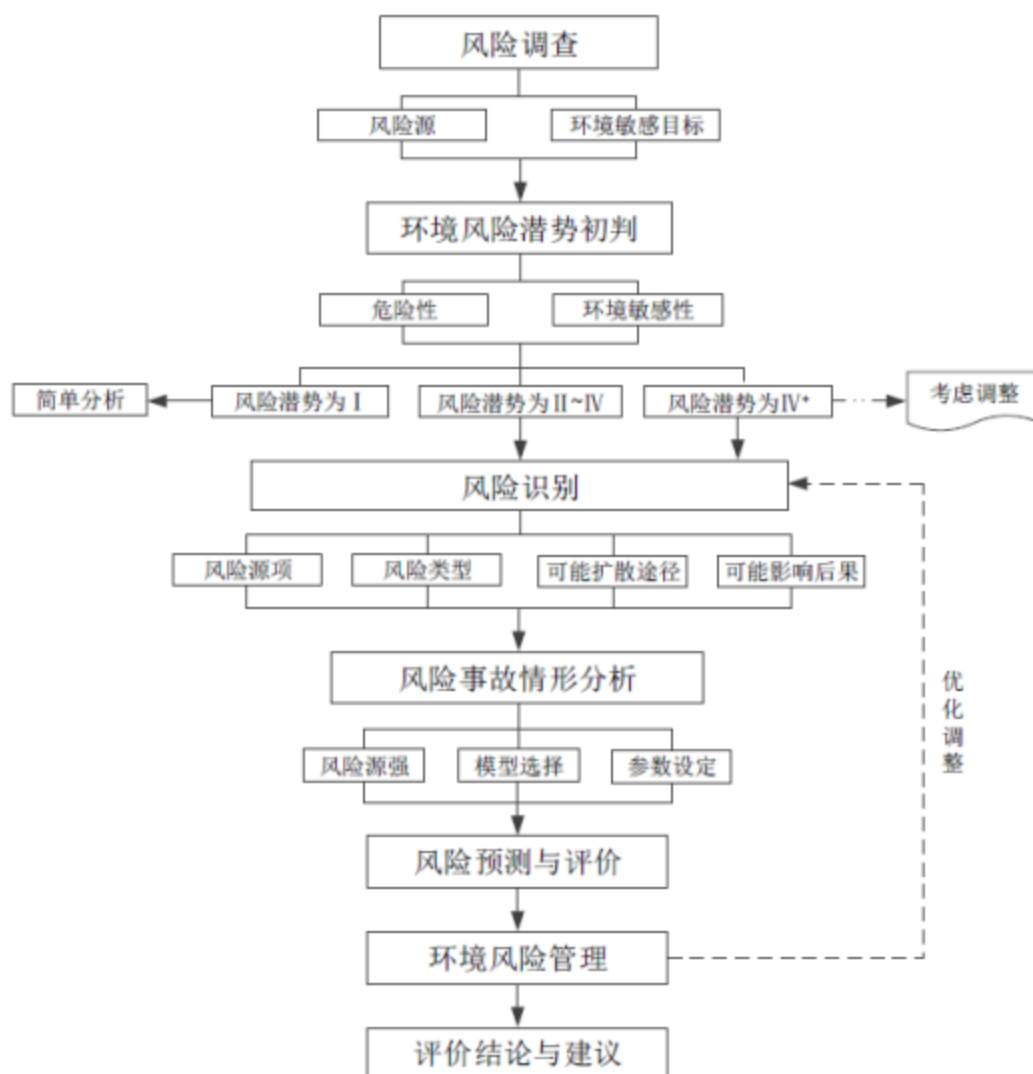 风险调查
风险源
环境敏感目标
环境风险潜势初判
危险性
环境敏感性
简单分析
风险潜势为Ⅰ
风险潜势为Ⅱ~Ⅳ
风险潜势为Ⅳ+
考虑调整
风险识别
风险源项
风险类型
可能扩散途径
可能影响后果
风险事故情形分析
优化调整
风险源强
模型选择
参数设定
风险预测与评价
环境风险管理
评价结论与建议